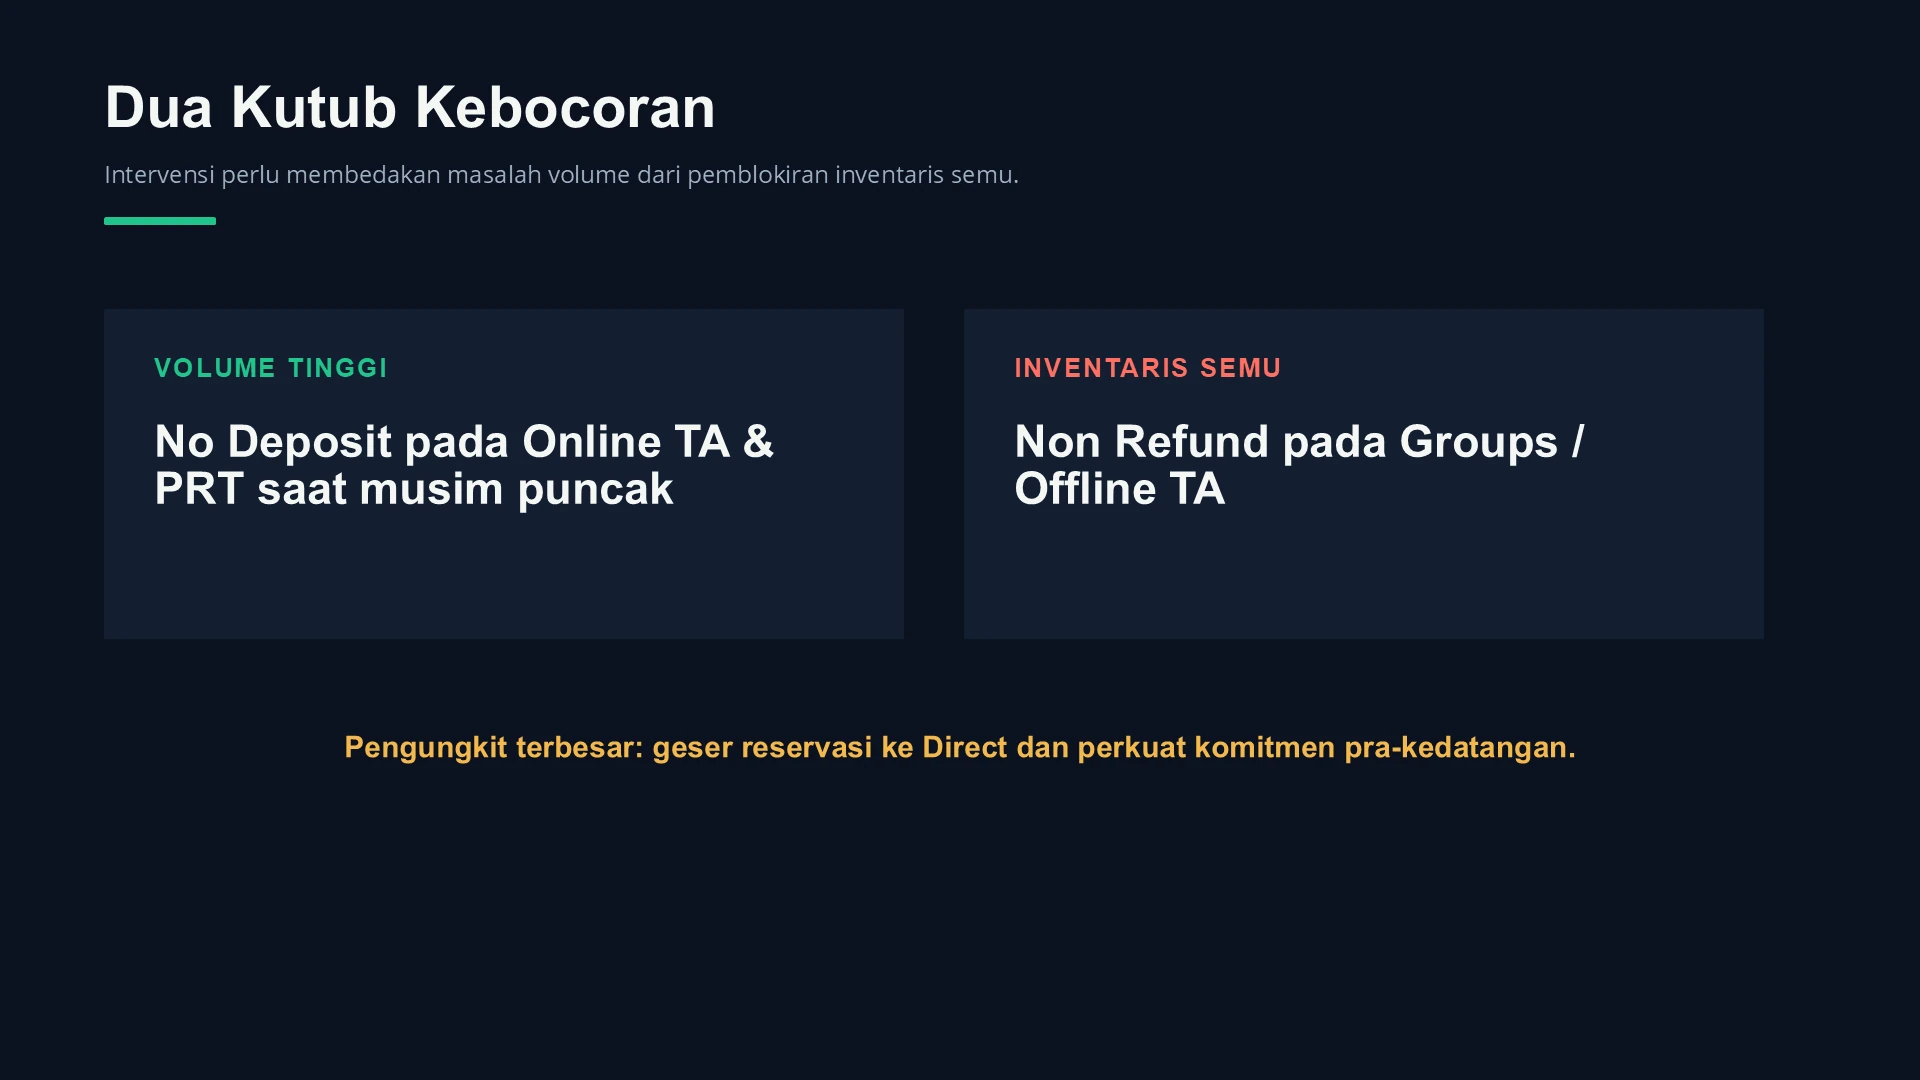 Dua Kutub Kebocoran
Intervensi perlu membedakan masalah volume dari pemblokiran inventaris semu.
VOLUME TINGGI
No Deposit pada Online TA &
PRT saat musim puncak
INVENTARIS SEMU
Non Refund pada Groups /
Offline TA
Pengungkit terbesar: geser reservasi ke Direct dan perkuat komitmen pra-kedatangan.